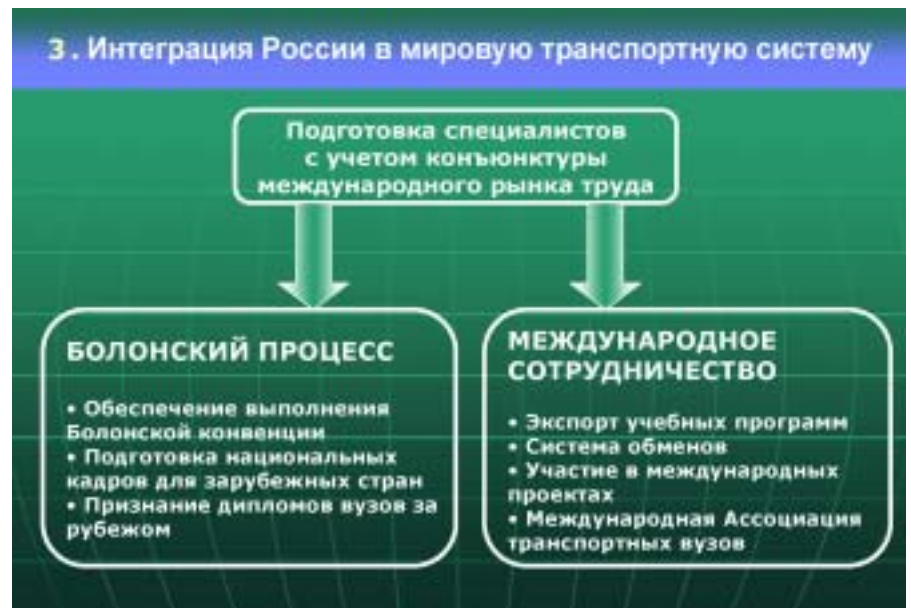 3. Интеграция России в мировую транспортную систему
Подготовка специалистов
с учетом конъюнктуры
международного рынка труда
БОЛОНСКИЙ ПРОЦЕСС
• Обеспечение выполнения
Болонской конвенции
• Подготовка национальных
кадров для зарубежных стран
• Признание дипломов вузов за
рубежом
МЕЖДУНАРОДНОЕ
СОТРУДНИЧЕСТВО
• Экспорт учебных программ
• Система обменов
• Участие в международных
проектах
• Международная Ассоциация
транспортных вузов